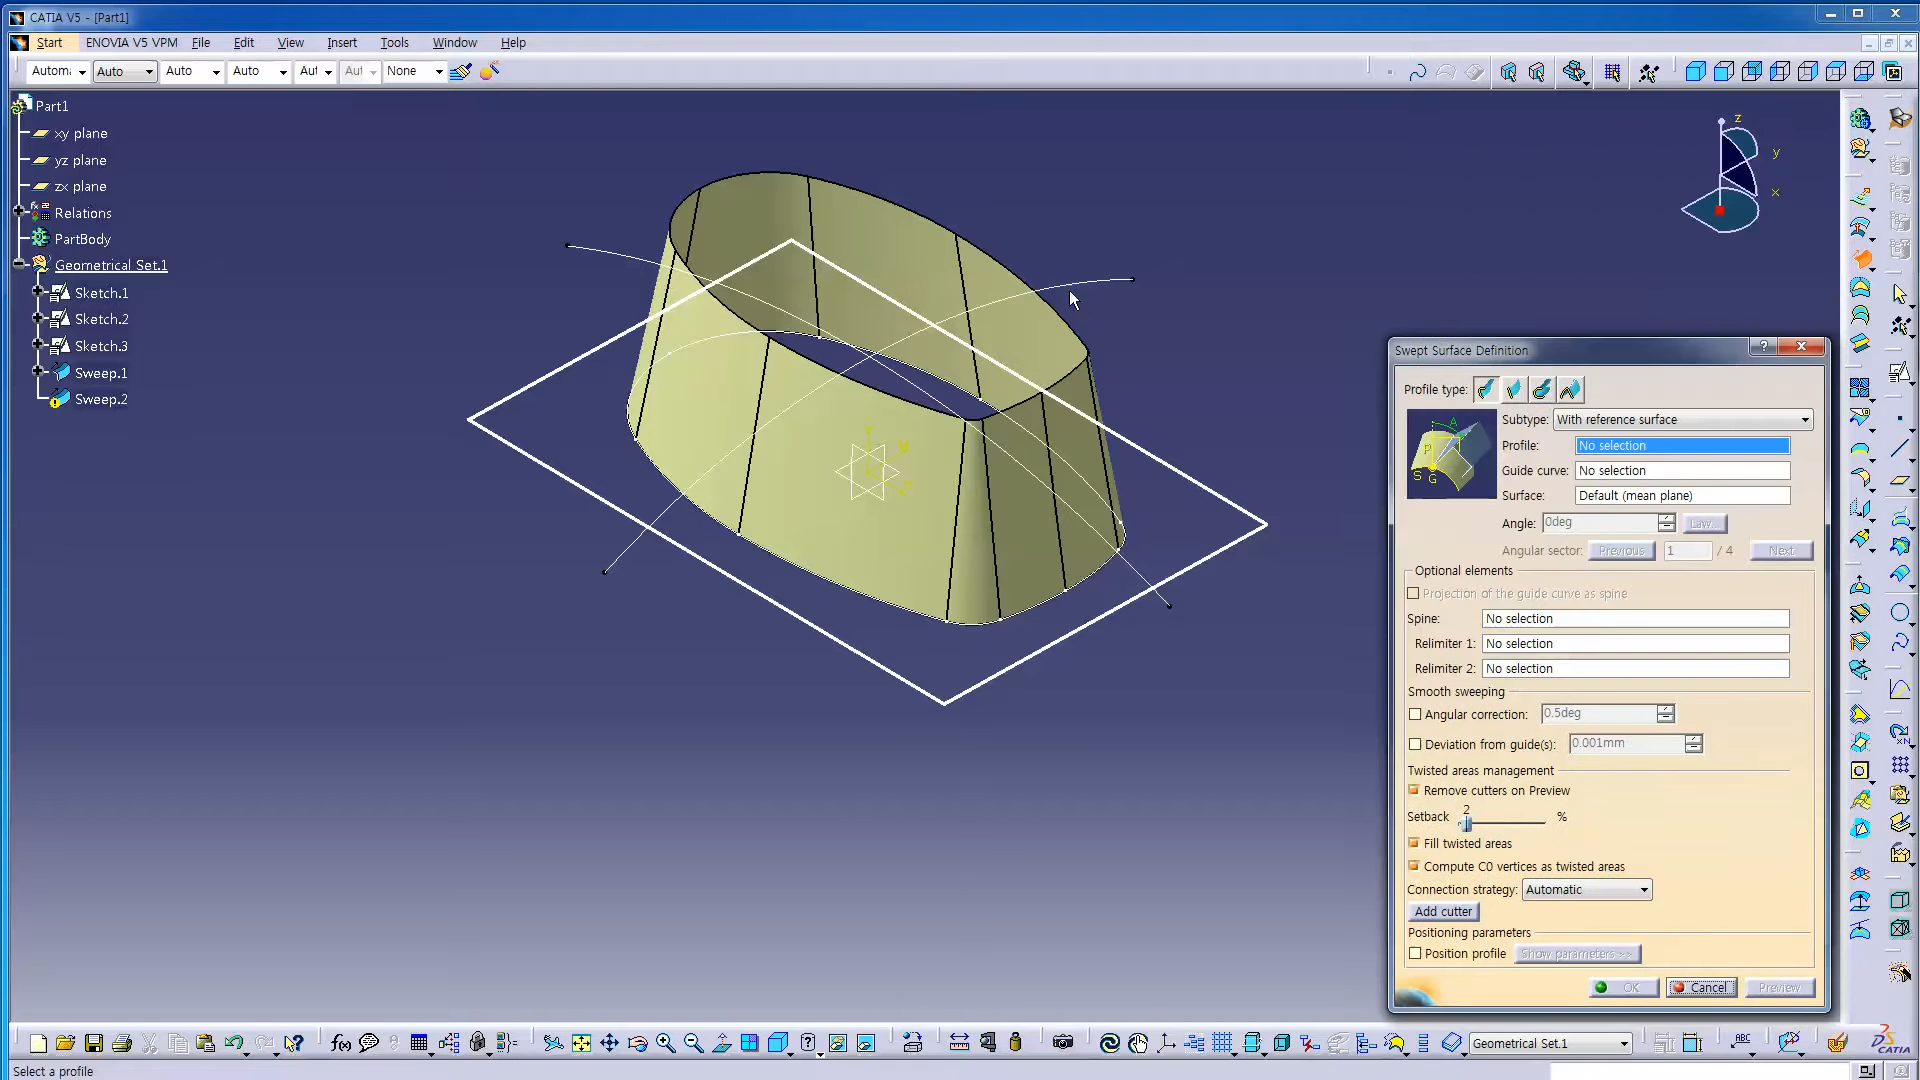 CATIA V5 - [Part1]
Start ENOVIA V5 VPM File Edit View Insert Tools Window Help
Automa Auto Auto Auto Aut Aut None
Part1
xy plane
yz plane
zx plane
Relations
PartBody
Geometrical Set.1
Sketch.1
Sketch.2
Sketch.3
Sweep.1
Sweep.2
z
y
x
Swept Surface Definition
Profile type:
Subtype: With reference surface
Profile: No selection
Guide curve: No selection
Surface: Default (mean plane)
Angle: 0deg Law...
Angular sector: Previous 1 / 4 Next
Optional elements
Projection of the guide curve as spine
Spine: No selection
Relimiter 1: No selection
Relimiter 2: No selection
Smooth sweeping
Angular correction: 0.5deg
Deviation from guide(s): 0.001mm
Twisted areas management
Remove cutters on Preview
Setback 2 %
Fill twisted areas
Compute C0 vertices as twisted areas
Connection strategy: Automatic
Add cutter
Positioning parameters
Position profile Show parameters >>
OK Cancel Preview
Geometrical Set.1
CATIA
Select a profile